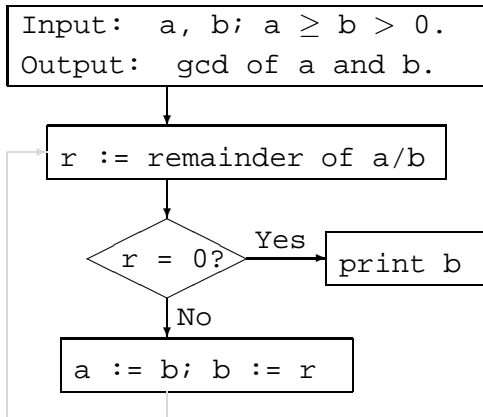 Input: a, b; a ≥ b > 0.
Output: gcd of a and b.
r := remainder of a/b
r = 0?
Yes
print b
No
a := b; b := r